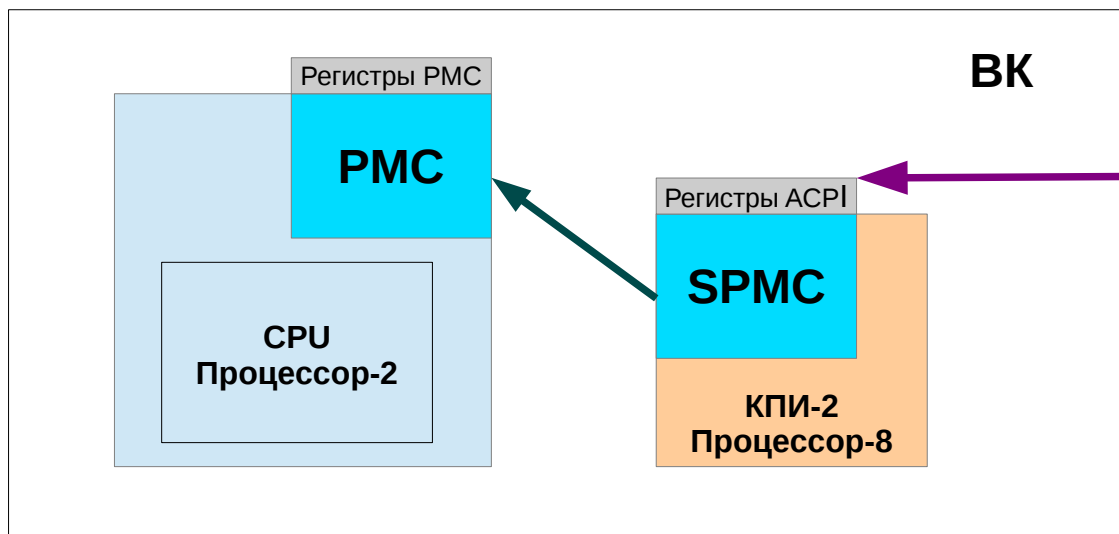 Регистры PMC
PMC
CPU
Процессор-2
ВК
Регистры ACPI
SPMC
КПИ-2
Процессор-8